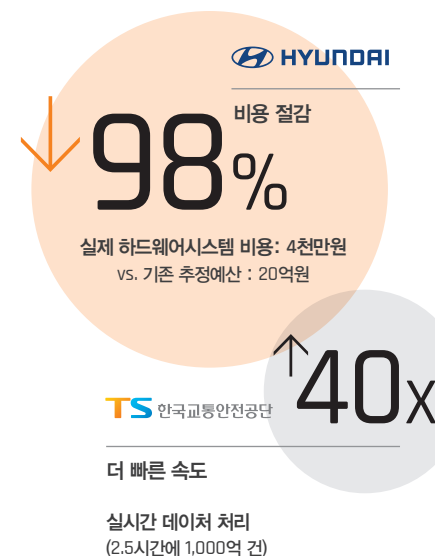 HYUNDAI
비용 절감
98%
실제 하드웨어시스템 비용: 4천만원
vs. 기존 추정예산 : 20억원
40X
TS 한국교통안전공단
더 빠른 속도
실시간 데이처 처리
(2.5시간에 1,000억 건)